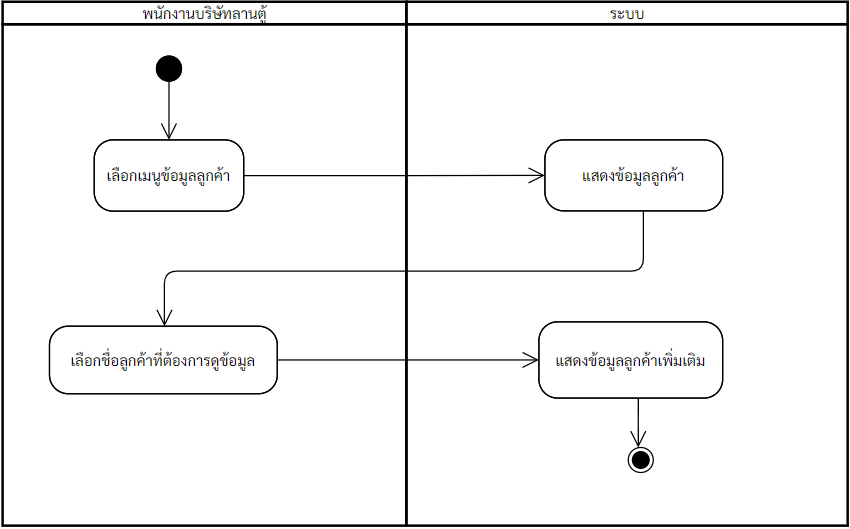 พนักงานบริษัทลานตู้
ระบบ
เลือกเมนูข้อมูลลูกค้า
แสดงข้อมูลลูกค้า
เลือกชื่อลูกค้าที่ต้องการดูข้อมูล
แสดงข้อมูลลูกค้าเพิ่มเติม